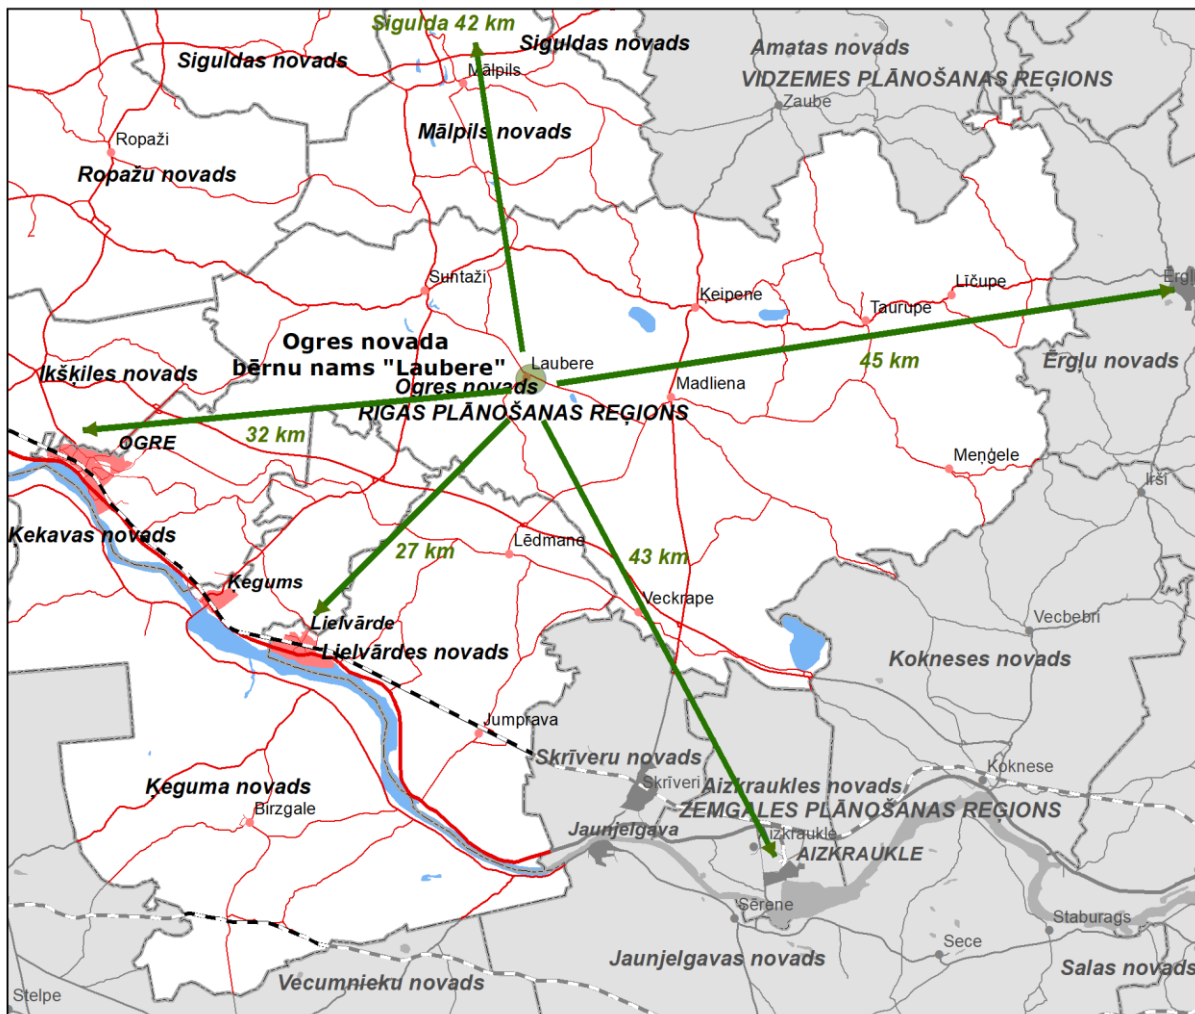 Sigulda 42 km
Siguldas novads
Amatas novads
Siguldas novads
Mālpils
VIDZEMES PLĀNOŠANAS REĢIONS
Zaube
Mālpils novads
Ropaži
Ropažu novads
Suntaži
Ērgļ
Līčupe
Ķeipene
Taurupe
Ogres novada
bērnu nams "Laubere"
Laubere
45 km
Ērgļu novads
Ikšķiles novads
Ogres novads
Madliena
RĪGAS PLĀNOŠANAS REĢIONS
32 km
OGRE
Meņģele
Irši
Ķekavas novads
27 km
Lēdmane
43 km
Ķegums
Veckrape
Vecbebri
Lielvārde
Lielvārdes novads
Kokneses novads
Jumprava
Skrīveru novads
Koknese
Skrīveri
Aizkraukles novads
Ķeguma novads
Birzgale
ZEMGALES PLĀNOŠANAS REĢIONS
Jaunjelgava
izkraukle
AIZKRAUKLE
Sērene
Staburags
Sece
Jaunjelgavas novads
Salas novads
Vecumnieku novads
Stelpe